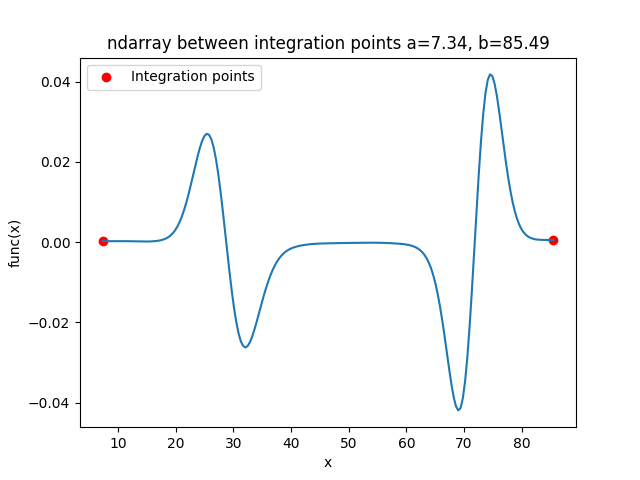 ndarray between integration points a=7.34, b=85.49
Integration points
0.04
0.02
0.00
−0.02
−0.04
func(x)
10 20 30 40 50 60 70 80
x